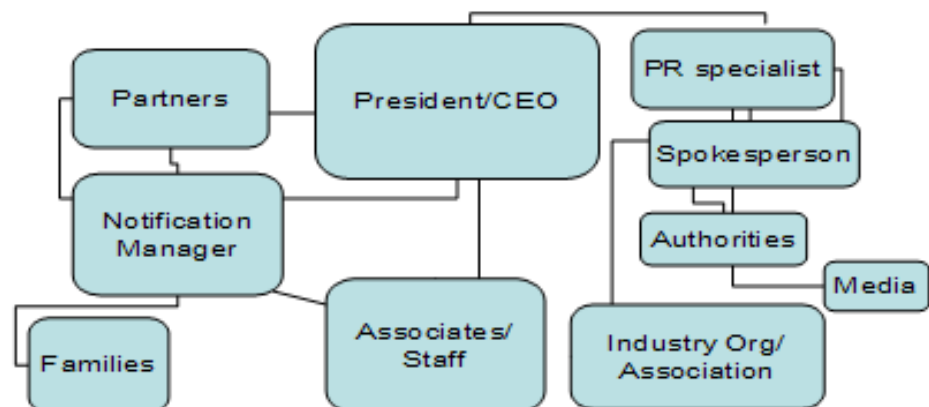 Partners
President/CEO
PR specialist
Spokesperson
Notification
Manager
Authorities
Media
Families
Associates/
Staff
Industry Org/
Association